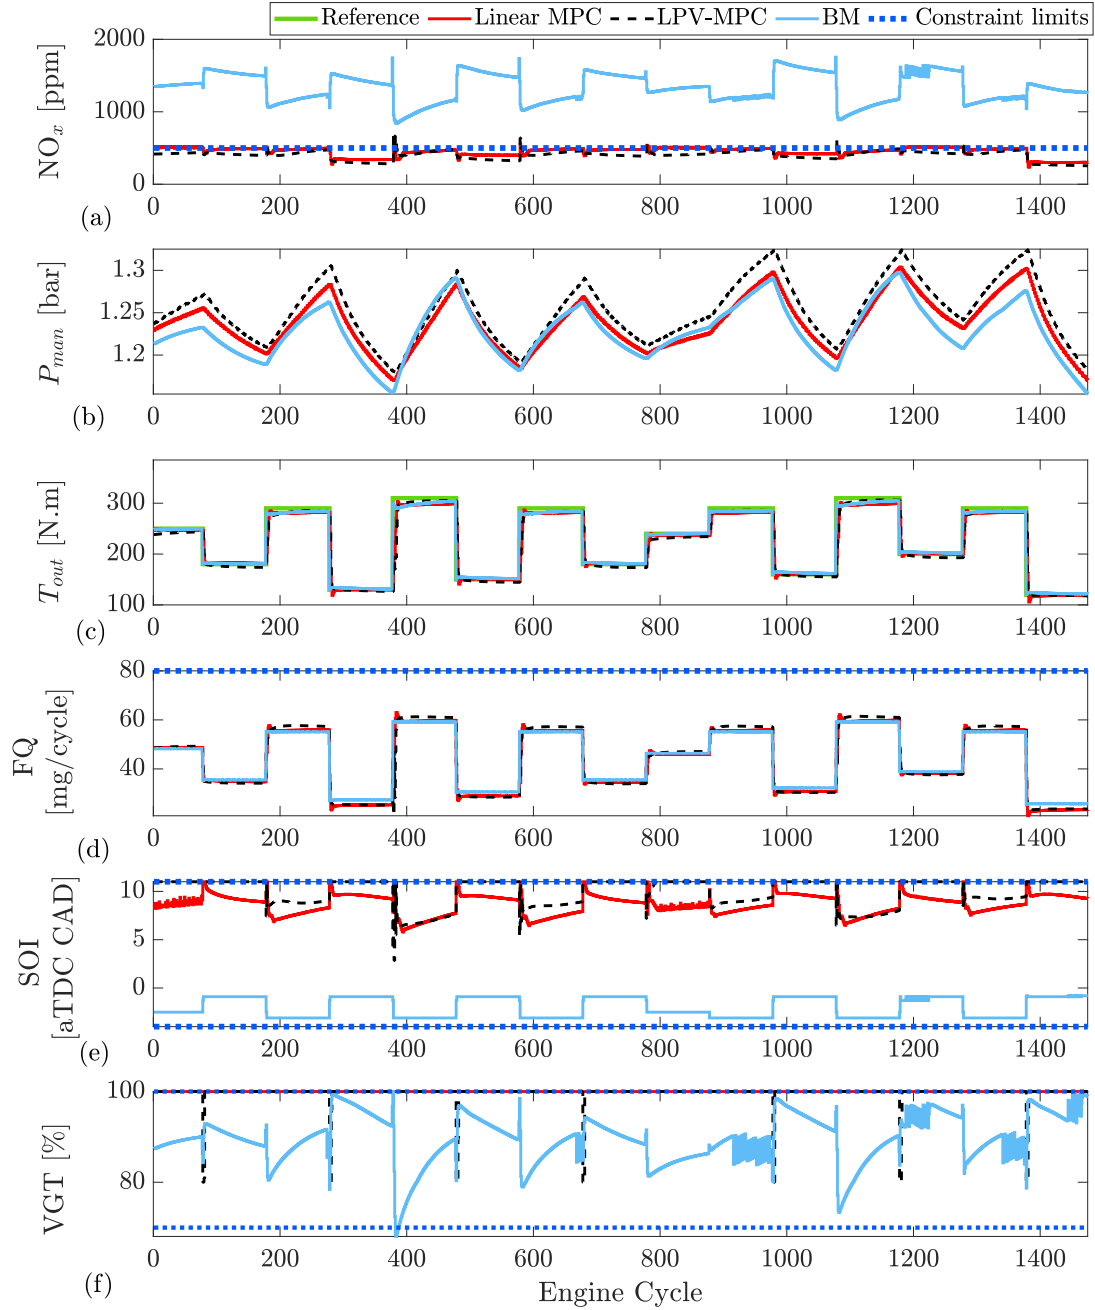 Reference Linear MPC LPV-MPC BM Constraint limits
2000
1000
0
NOx [ppm]
0 200 400 600 800 1000 1200 1400
(a)
1.3
1.25
1.2
Pman [bar]
(b)
0 200 400 600 800 1000 1200 1400
300
200
100
Tout [N.m]
(c)
0 200 400 600 800 1000 1200 1400
80
60
40
FQ
[mg/cycle]
(d)
0 200 400 600 800 1000 1200 1400
10
5
0
SOI
[aTDC CAD]
(e)
0 200 400 600 800 1000 1200 1400
100
80
VGT [%]
0 200 400 600 800 1000 1200 1400
(f)
Engine Cycle